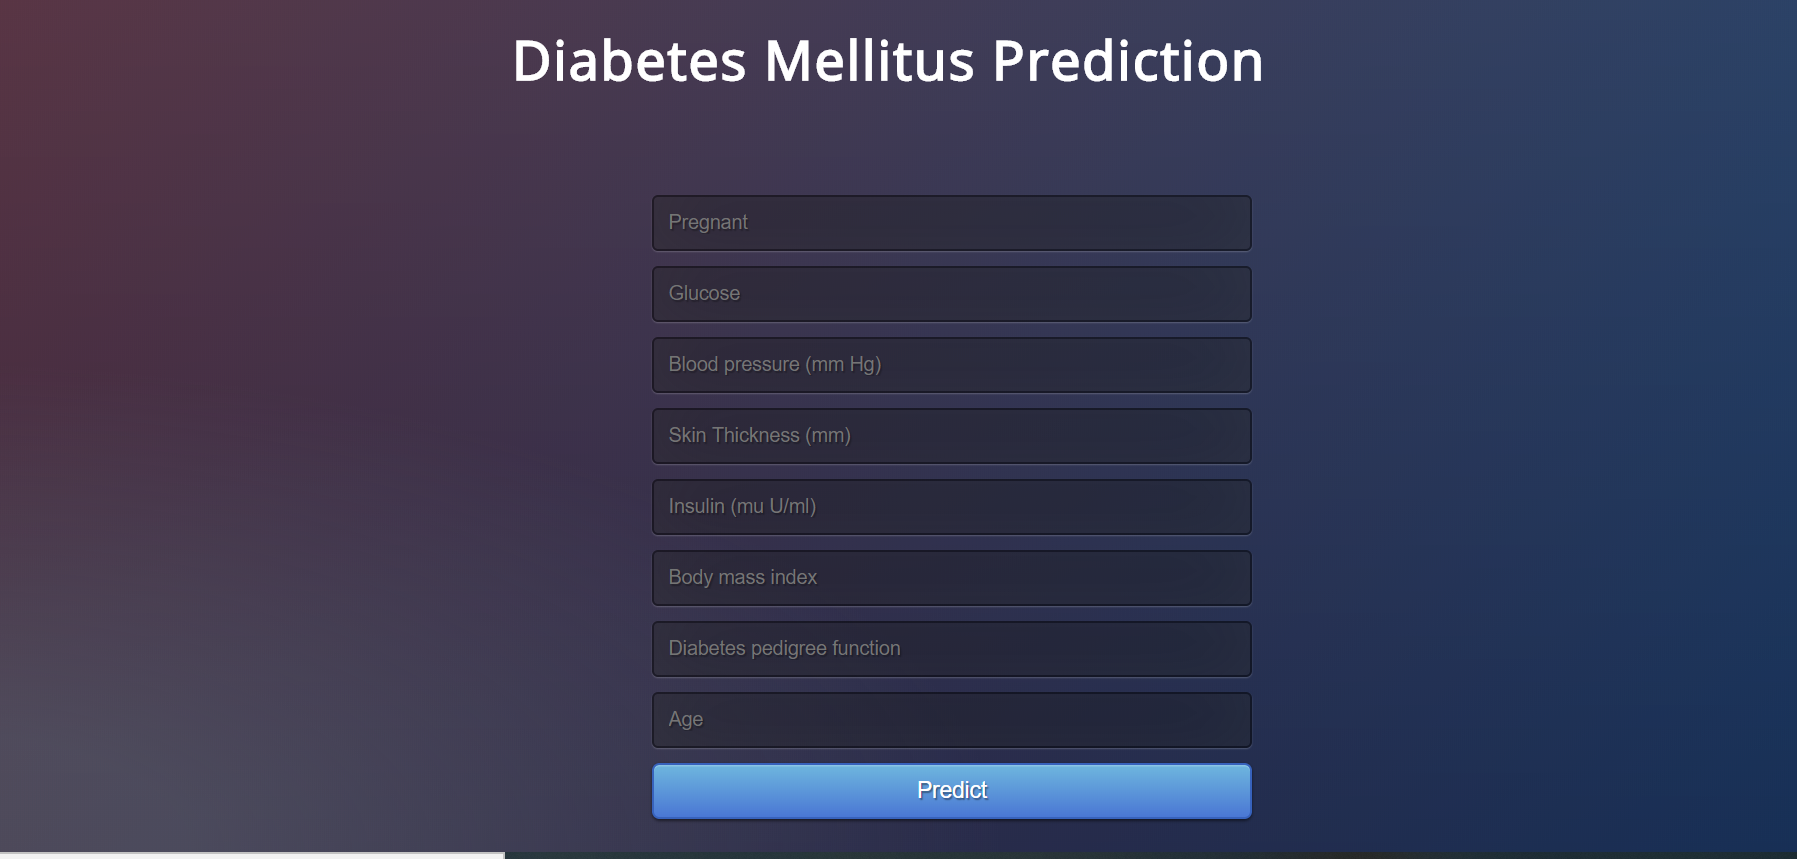 Diabetes Mellitus Prediction
Pregnant
Glucose
Blood pressure (mm Hg)
Skin Thickness (mm)
Insulin (mu U/ml)
Body mass index
Diabetes pedigree function
Age
Predict